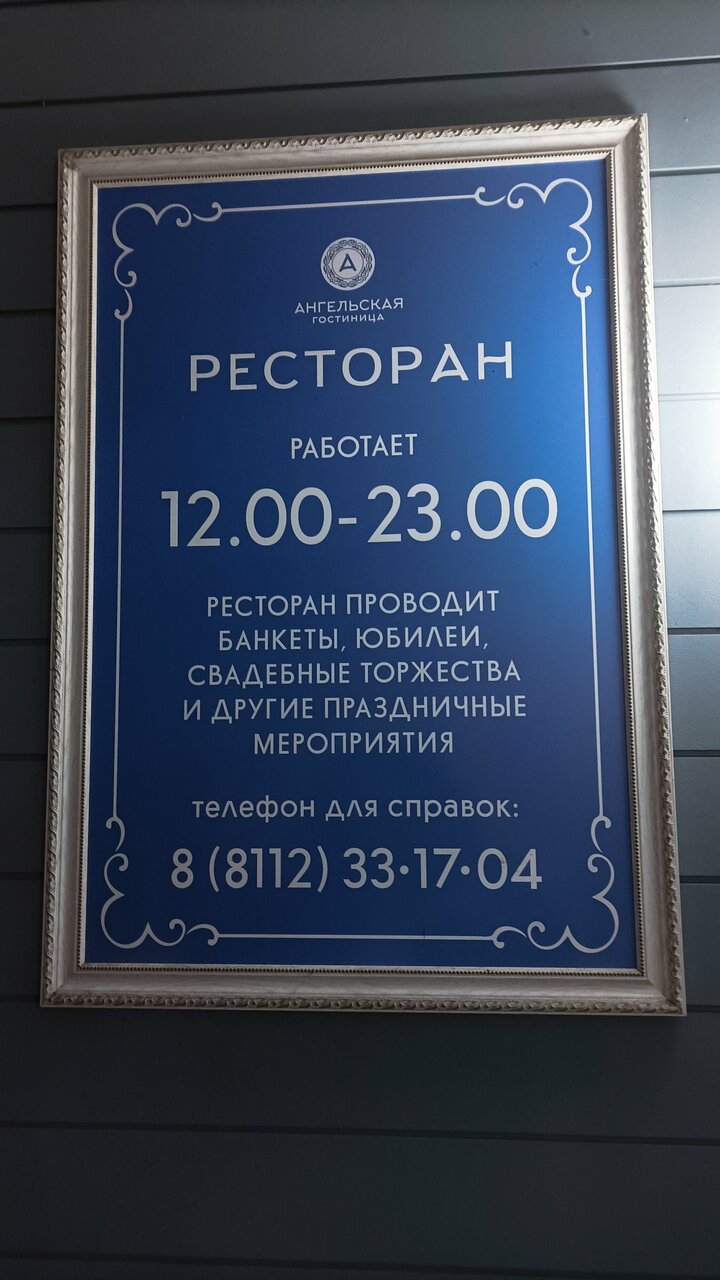 А
АНГЕЛЬСКАЯ
ГОСТИНИЦА
РЕСТОРАН
РАБОТАЕТ
12.00-23.00
РЕСТОРАН ПРОВОДИТ
БАНКЕТЫ, ЮБИЛЕИ,
СВАДЕБНЫЕ ТОРЖЕСТВА
И ДРУГИЕ ПРАЗДНИЧНЫЕ
МЕРОПРИЯТИЯ
телефон для справок:
8 (8112) 33•17•04